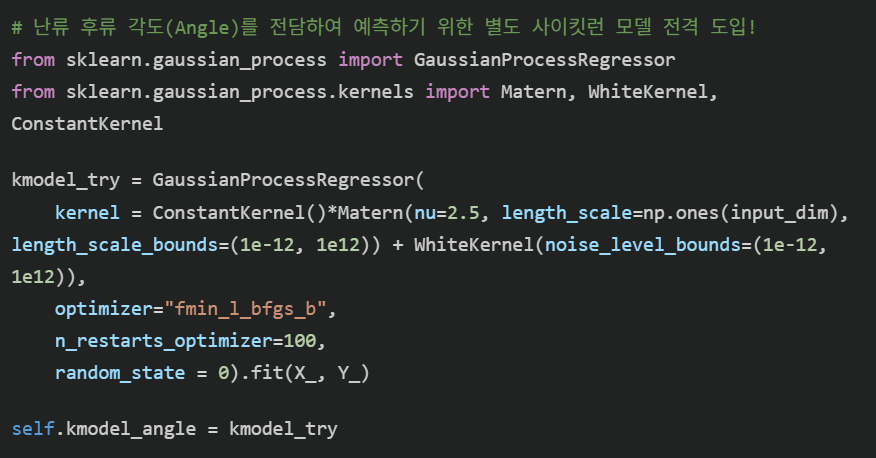 # 난류 후류 각도(Angle)를 전담하여 예측하기 위한 별도 사이킷런 모델 전격 도입!
from sklearn.gaussian_process import GaussianProcessRegressor
from sklearn.gaussian_process.kernels import Matern, WhiteKernel,
ConstantKernel
kmodel_try = GaussianProcessRegressor(
    kernel = ConstantKernel()*Matern(nu=2.5, length_scale=np.ones(input_dim),
length_scale_bounds=(1e-12, 1e12)) + WhiteKernel(noise_level_bounds=(1e-12,
1e12)),
    optimizer="fmin_l_bfgs_b",
    n_restarts_optimizer=100,
    random_state = 0).fit(X_, Y_)
self.kmodel_angle = kmodel_try